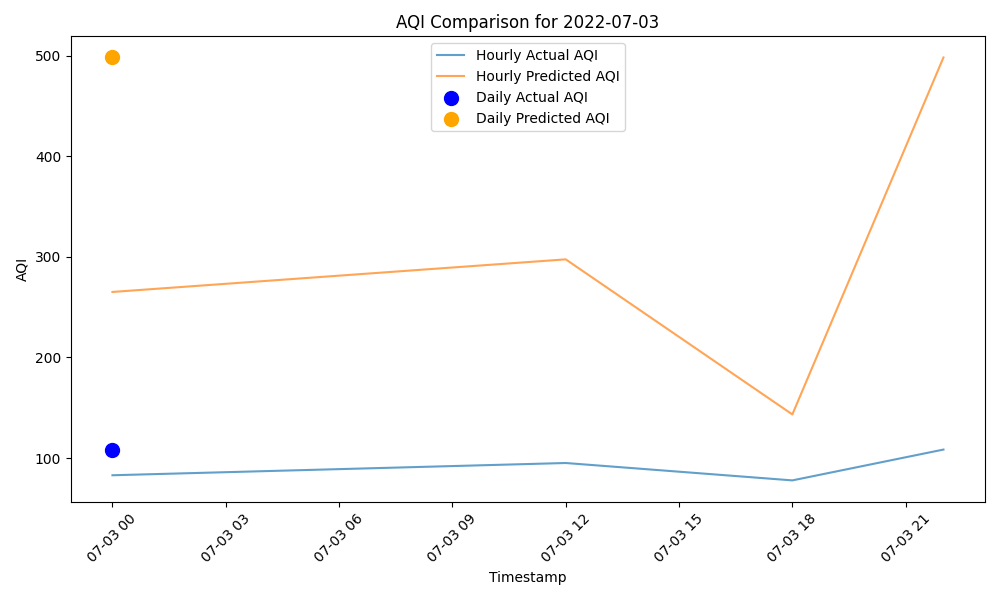 AQI Comparison for 2022-07-03
Hourly Actual AQI
Hourly Predicted AQI
Daily Actual AQI
Daily Predicted AQI
AQI
500
400
300
200
100
07-03 00
07-03 03
07-03 06
07-03 09
07-03 12
07-03 15
07-03 18
07-03 21
Timestamp